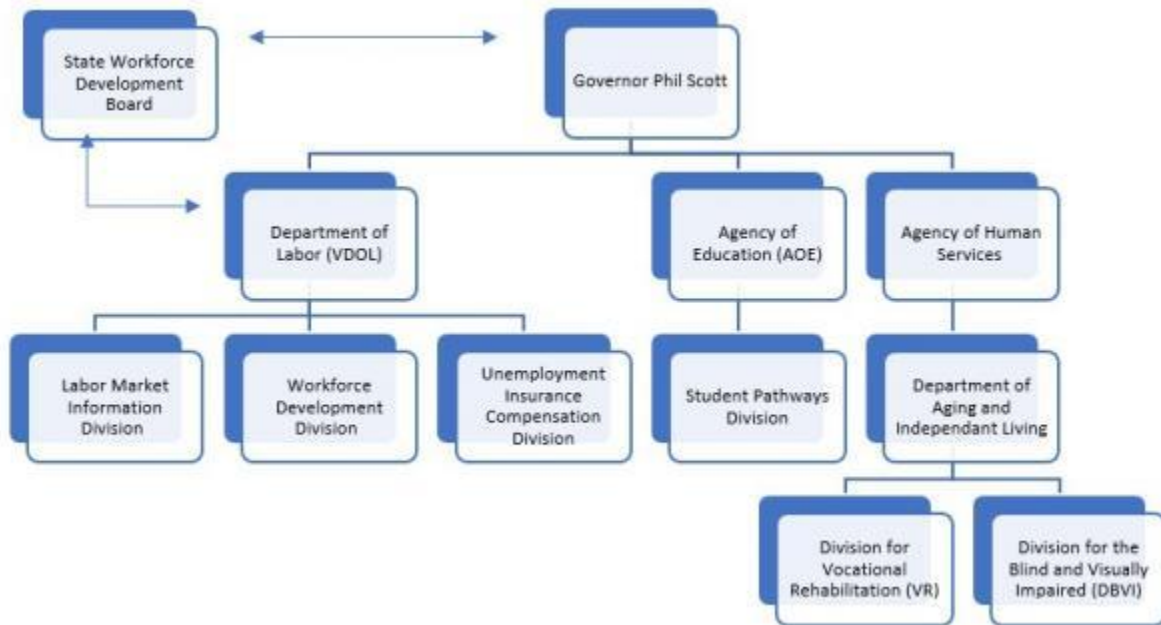 State Workforce
Development
Board
Governor Phil Scott
Department of
Labor (VDOL)
Agency of
Education (AOE)
Agency of Human
Services
Labor Market
Information
Division
Workforce
Development
Division
Unemployment
Insurance
Compensation
Division
Student Pathways
Division
Department of
Aging and
Independant Living
Division for
Vocational
Rehabilitation (VR)
Division for the
Blind and Visually
Impaired (DBVI)